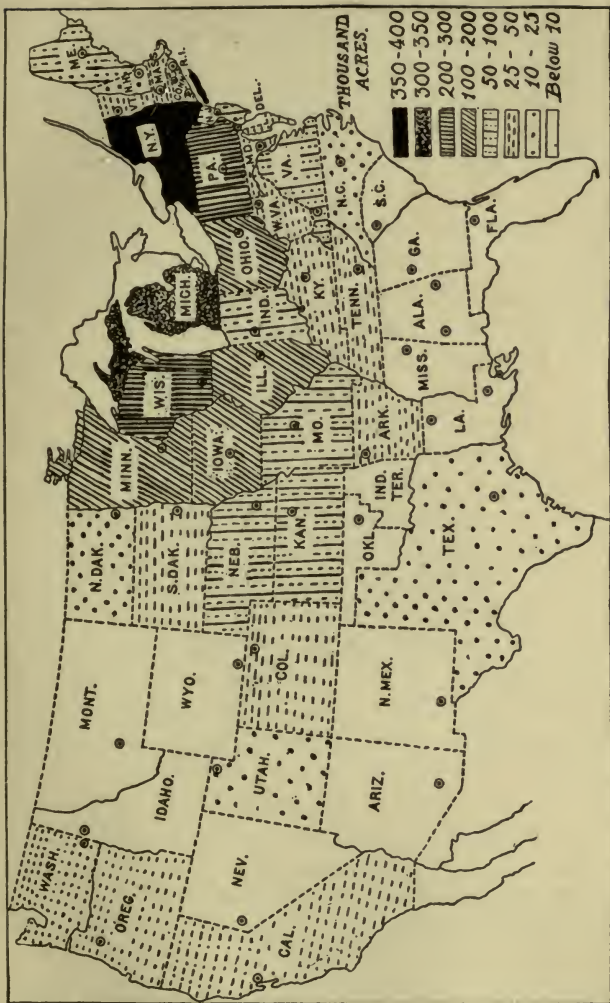 WASH.
OREG.
CAL.
NEV.
IDAHO.
MONT.
WYO.
UTAH.
ARIZ.
COL.
N.MEX.
N.DAK.
S.DAK.
NEB.
KAN.
OKL.
IND.
TER.
TEX.
MINN.
IOWA.
MO.
ARK.
LA.
WIS.
ILL.
MICH.
IND.
OHIO.
KY.
TENN.
MISS.
ALA.
GA.
FLA.
S.C.
N.C.
VA.
W.VA.
MD.
DEL.
PA.
N.J.
N.Y.
VT.
N.H.
ME.
MASS.
R.I.
THOUSAND
ACRES.
350-400
300-350
200-300
100-200
50-100
25-50
10-25
Below 10